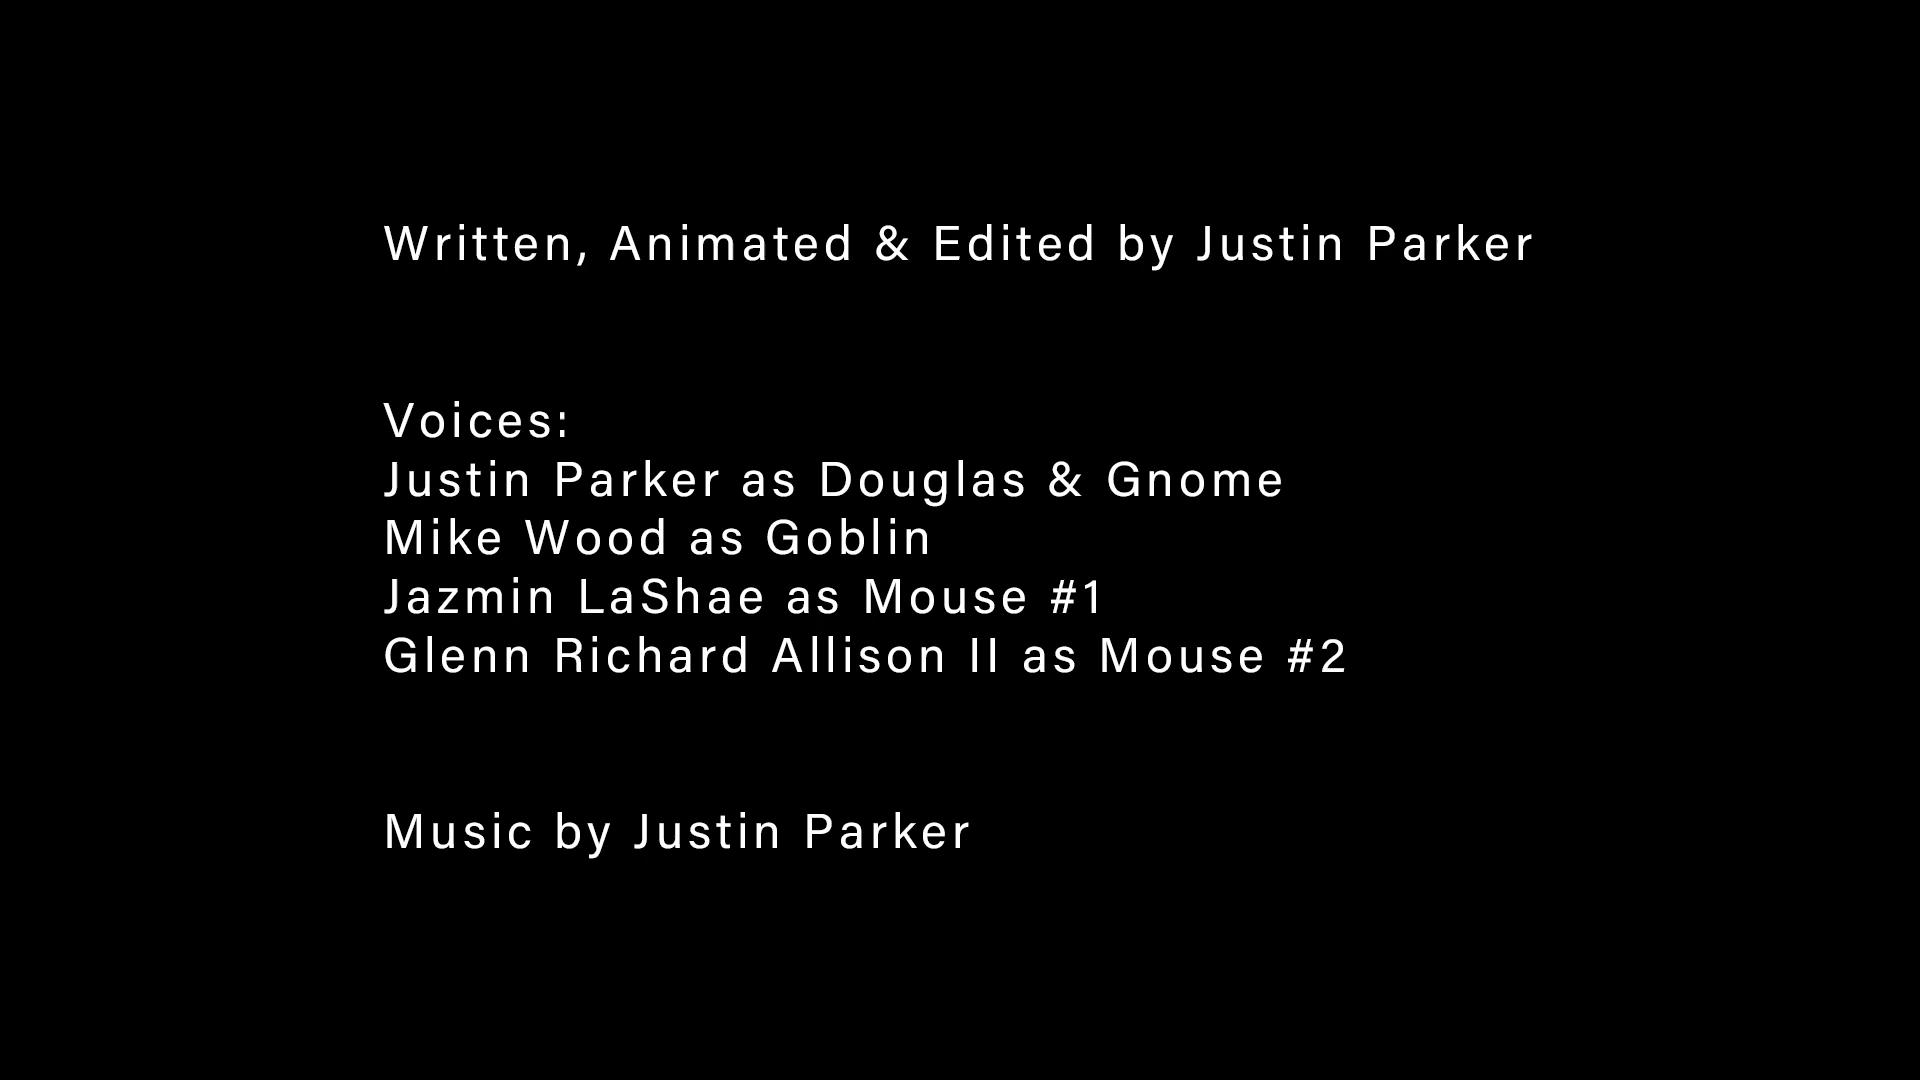 Written, Animated & Edited by Justin Parker
Voices:
Justin Parker as Douglas & Gnome
Mike Wood as Goblin
Jazmin LaShae as Mouse #1
Glenn Richard Allison II as Mouse #2
Music by Justin Parker